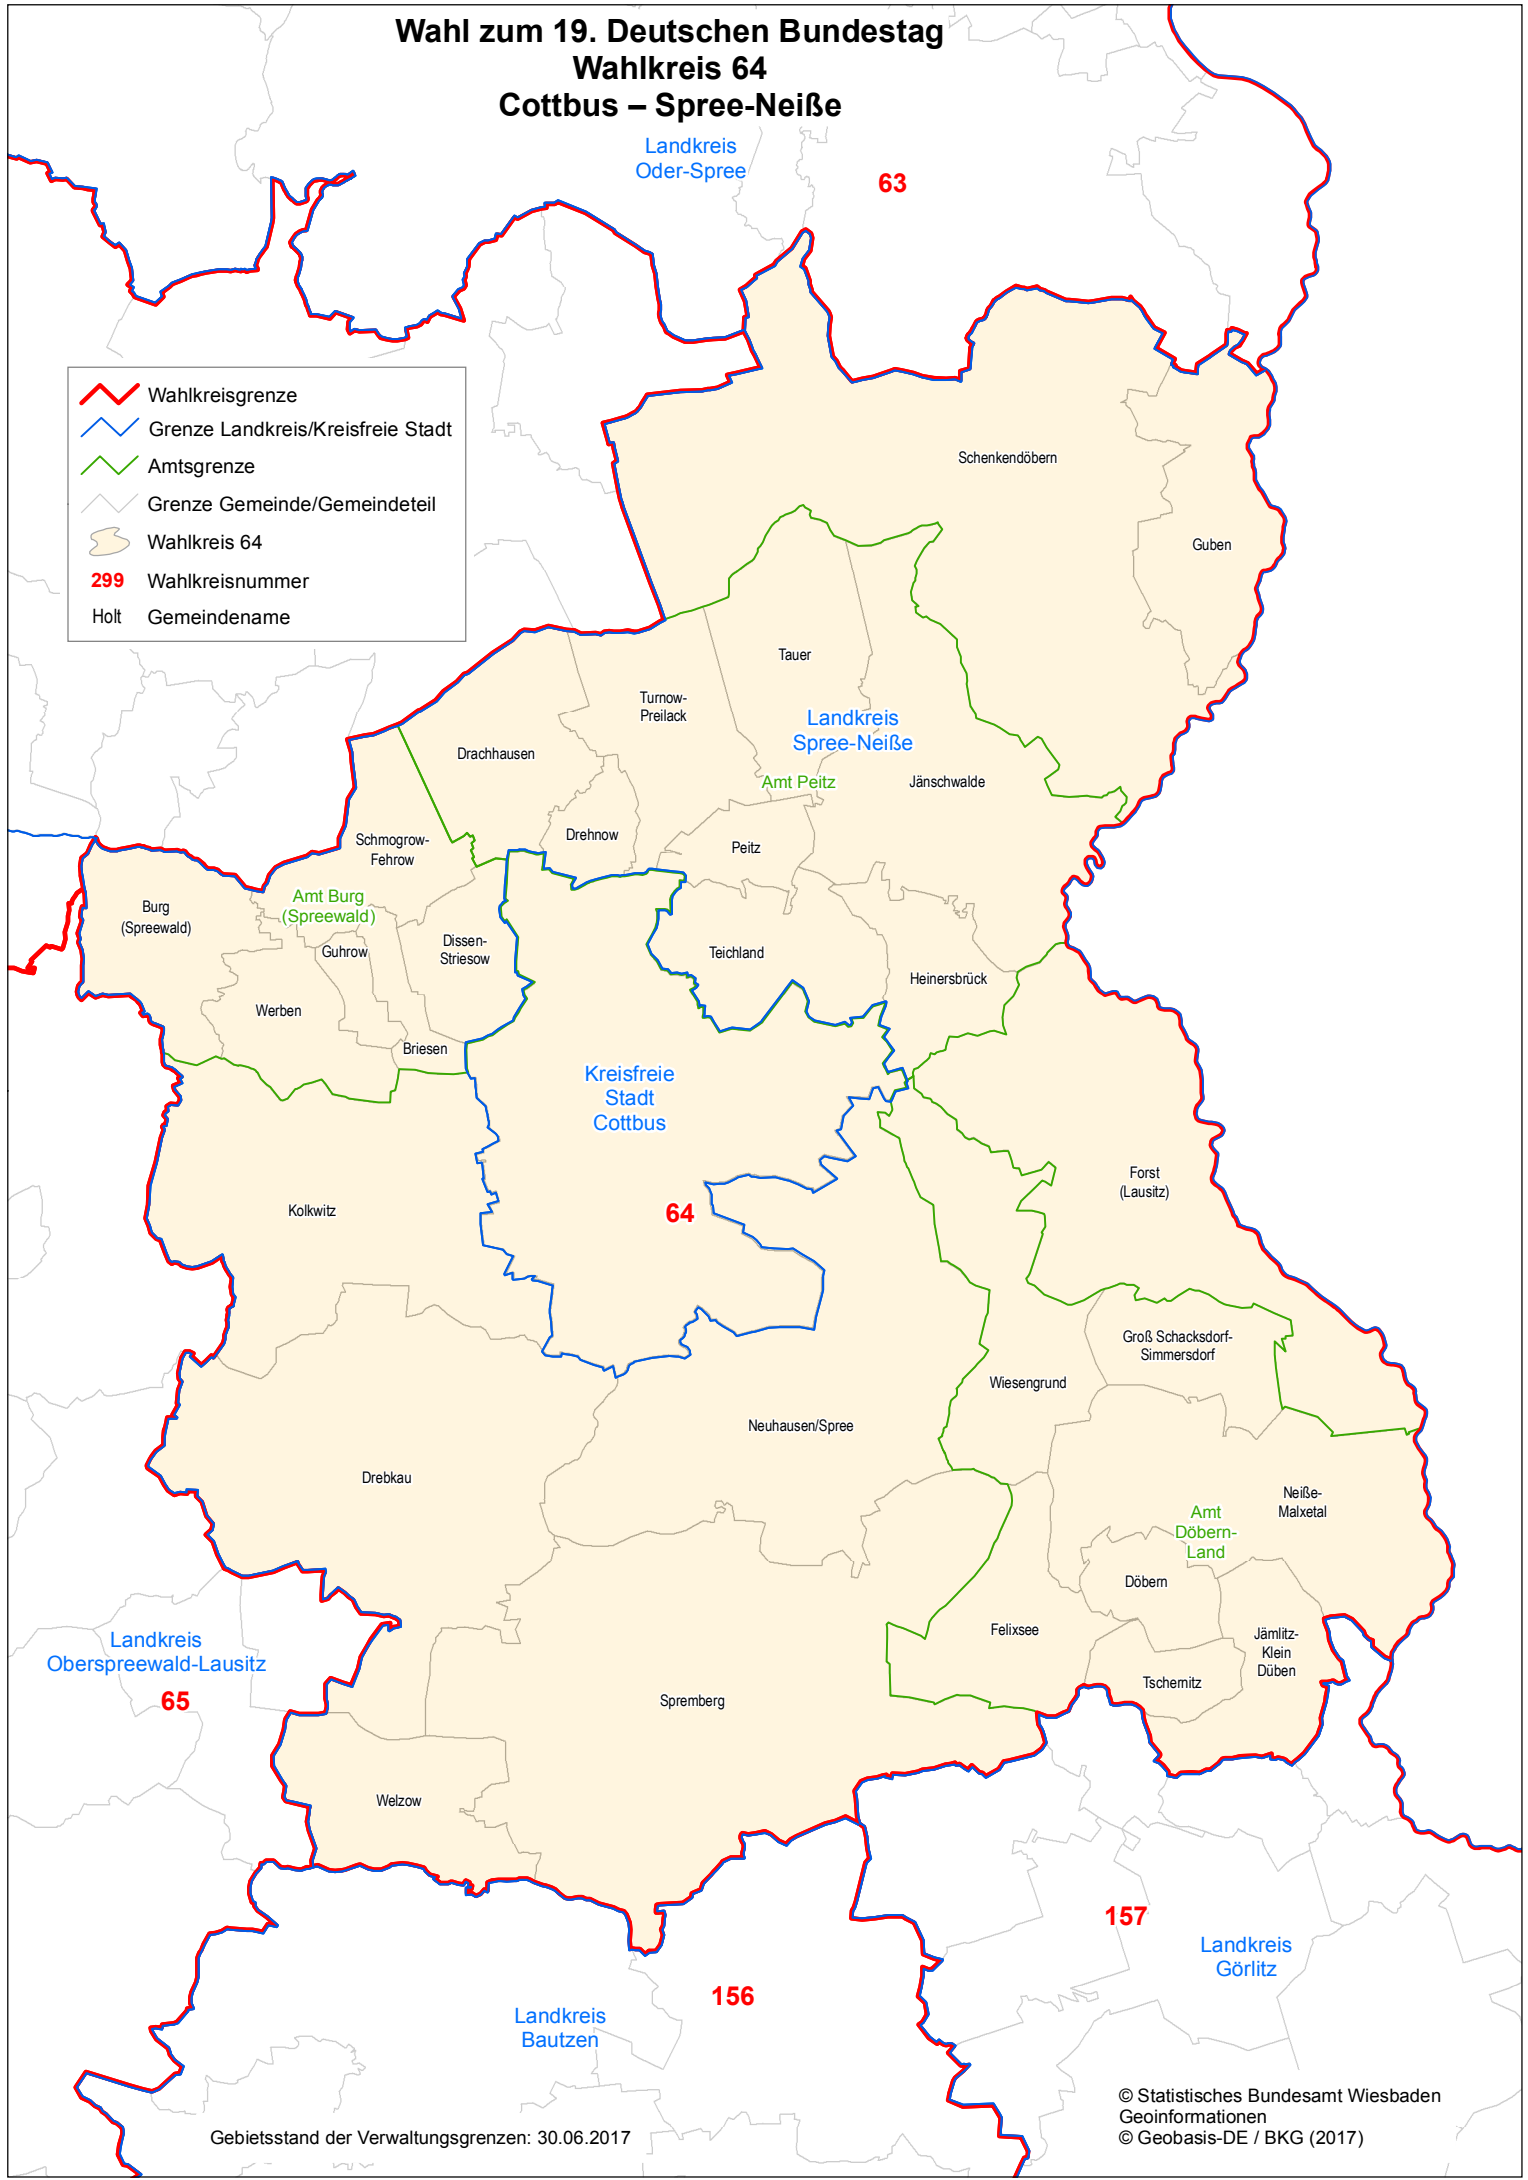 Wahl zum 19. Deutschen Bundestag
Wahlkreis 64
Cottbus – Spree-Neiße
Landkreis
Oder-Spree
63
Wahlkreisgrenze
Grenze Landkreis/Kreisfreie Stadt
Amtsgrenze
Grenze Gemeinde/Gemeindeteil
Wahlkreis 64
299 Wahlkreisnummer
Holt Gemeindename
Schenkendöbern
Guben
Tauer
Turnow-
Preilack
Landkreis
Spree-Neiße
Drachhausen
Amt Peitz
Jänschwalde
Drehnow
Peitz
Schmogrow-
Fehrow
Amt Burg
(Spreewald)
Burg
(Spreewald)
Guhrow
Dissen-
Striesow
Teichland
Heinersbrück
Werben
Briesen
Kreisfreie
Stadt
Cottbus
Forst
(Lausitz)
Kolkwitz
64
Groß Schacksdorf-
Simmersdorf
Wiesengrund
Neuhausen/Spree
Drebkau
Neiße-
Malxetal
Amt
Döbern-
Land
Döbern
Felixsee
Jämlitz-
Klein
Düben
Tschernitz
Landkreis
Oberspreewald-Lausitz
65
Spremberg
Welzow
157
Landkreis
Görlitz
156
Landkreis
Bautzen
Gebietsstand der Verwaltungsgrenzen: 30.06.2017
© Statistisches Bundesamt Wiesbaden
Geoinformationen
© Geobasis-DE / BKG (2017)